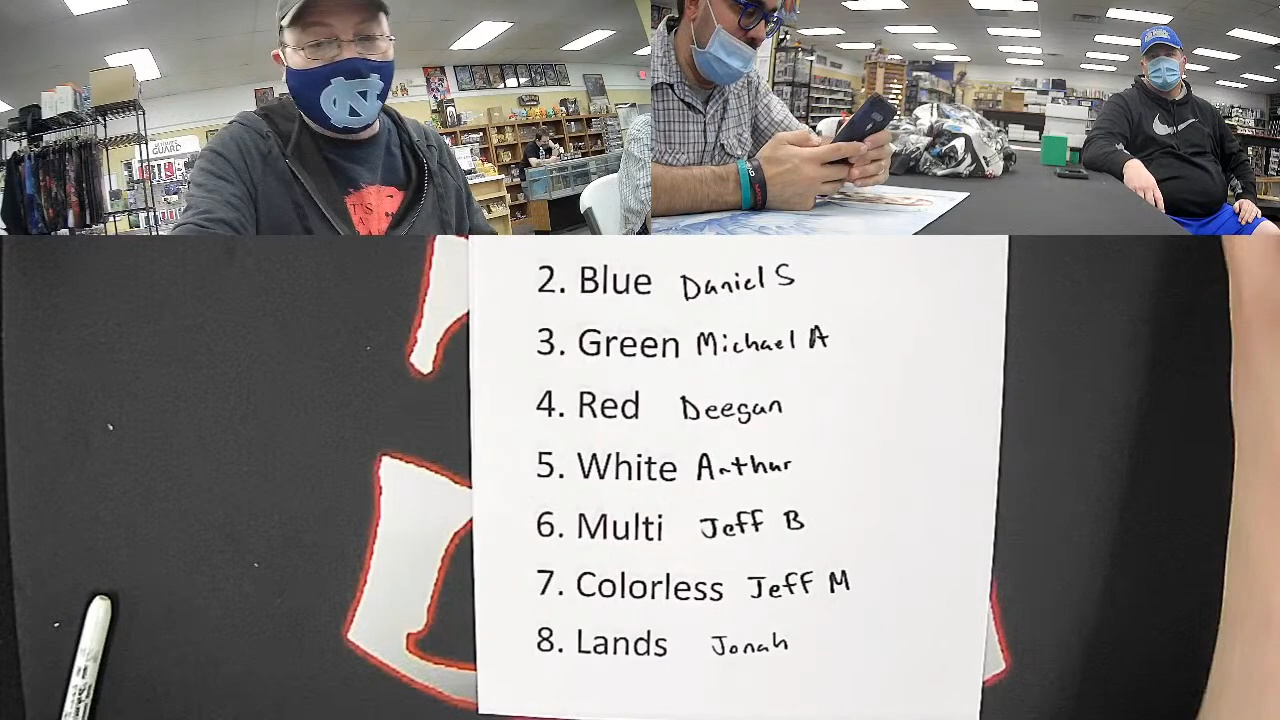 NC
2. Blue Daniel S
3. Green Michael A
4. Red Deegan
5. White Arthur
6. Multi Jeff B
7. Colorless Jeff M
8. Lands Jonah